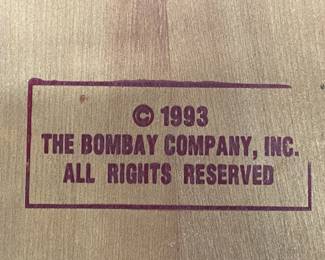 © 1993
THE BOMBAY COMPANY, INC.
ALL RIGHTS RESERVED